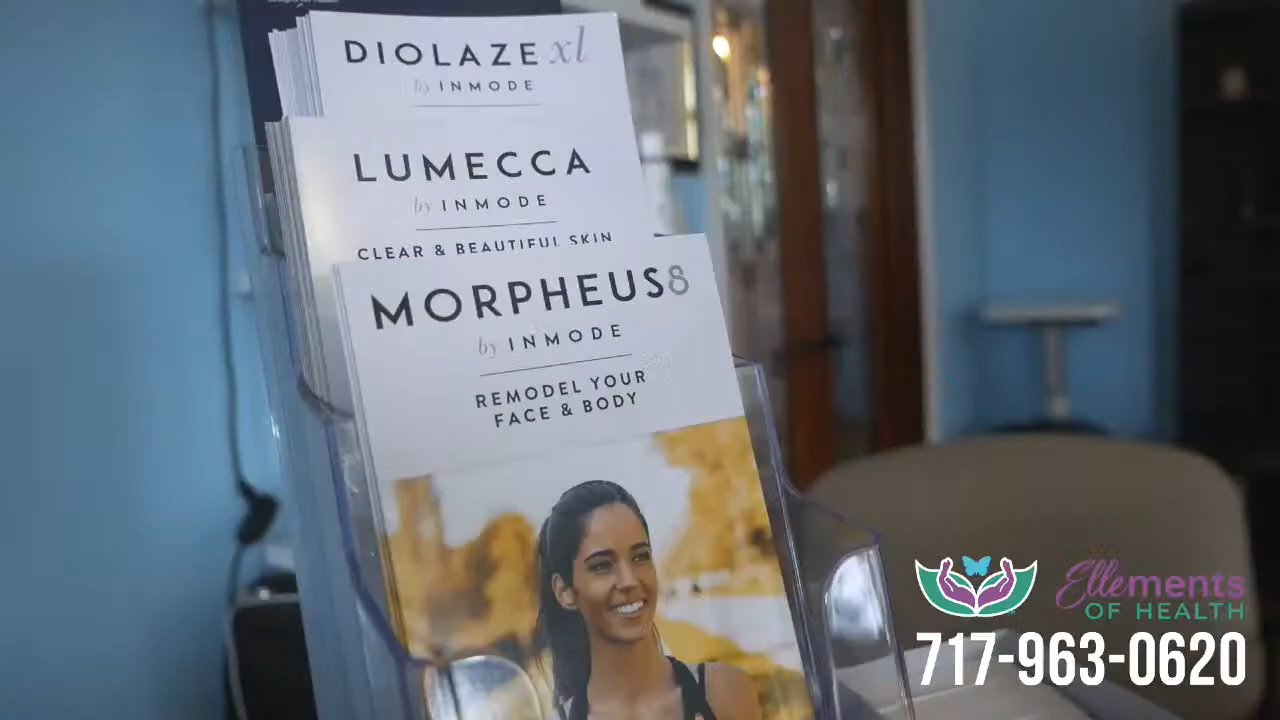 DIOLAZE xl
by INMODE
LUMECCA
by INMODE
CLEAR & BEAUTIFUL SKIN
MORPHEUS8
by INMODE
REMODEL YOUR
FACE & BODY
Ellements
OF HEALTH
717-963-0620